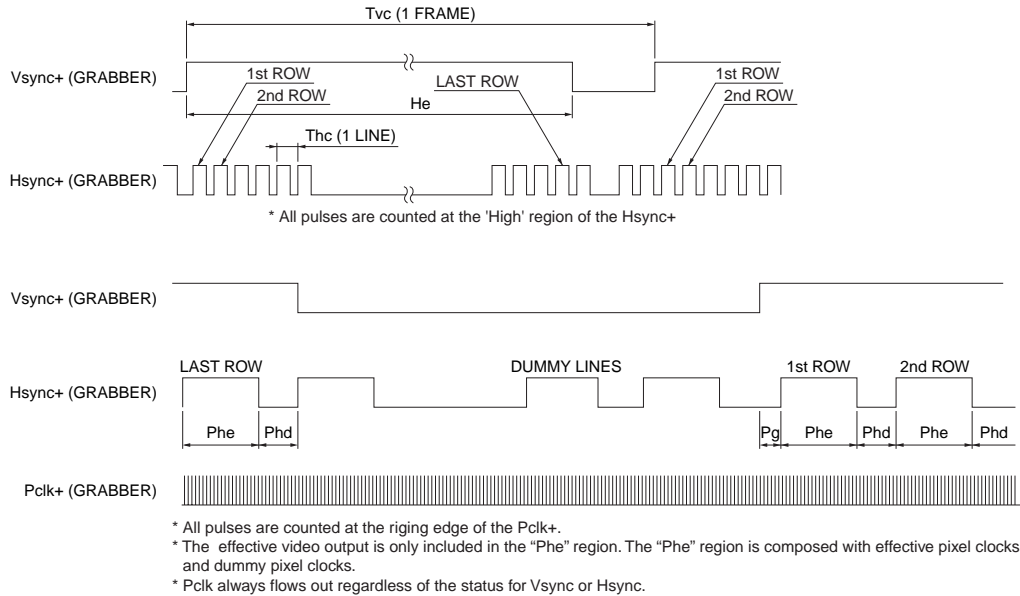 Tvc (1 FRAME)
Vsync+ (GRABBER)
1st ROW
2nd ROW
LAST ROW
1st ROW
2nd ROW
He
Thc (1 LINE)
Hsync+ (GRABBER)
* All pulses are counted at the 'High' region of the Hsync+
Vsync+ (GRABBER)
LAST ROW
DUMMY LINES
1st ROW
2nd ROW
Hsync+ (GRABBER)
Phe
Phd
Pg
Phe
Phd
Phe
Phd
Pclk+ (GRABBER)
* All pulses are counted at the riging edge of the Pclk+.
* The effective video output is only included in the “Phe” region. The “Phe” region is composed with effective pixel clocks
and dummy pixel clocks.
* Pclk always flows out regardless of the status for Vsync or Hsync.